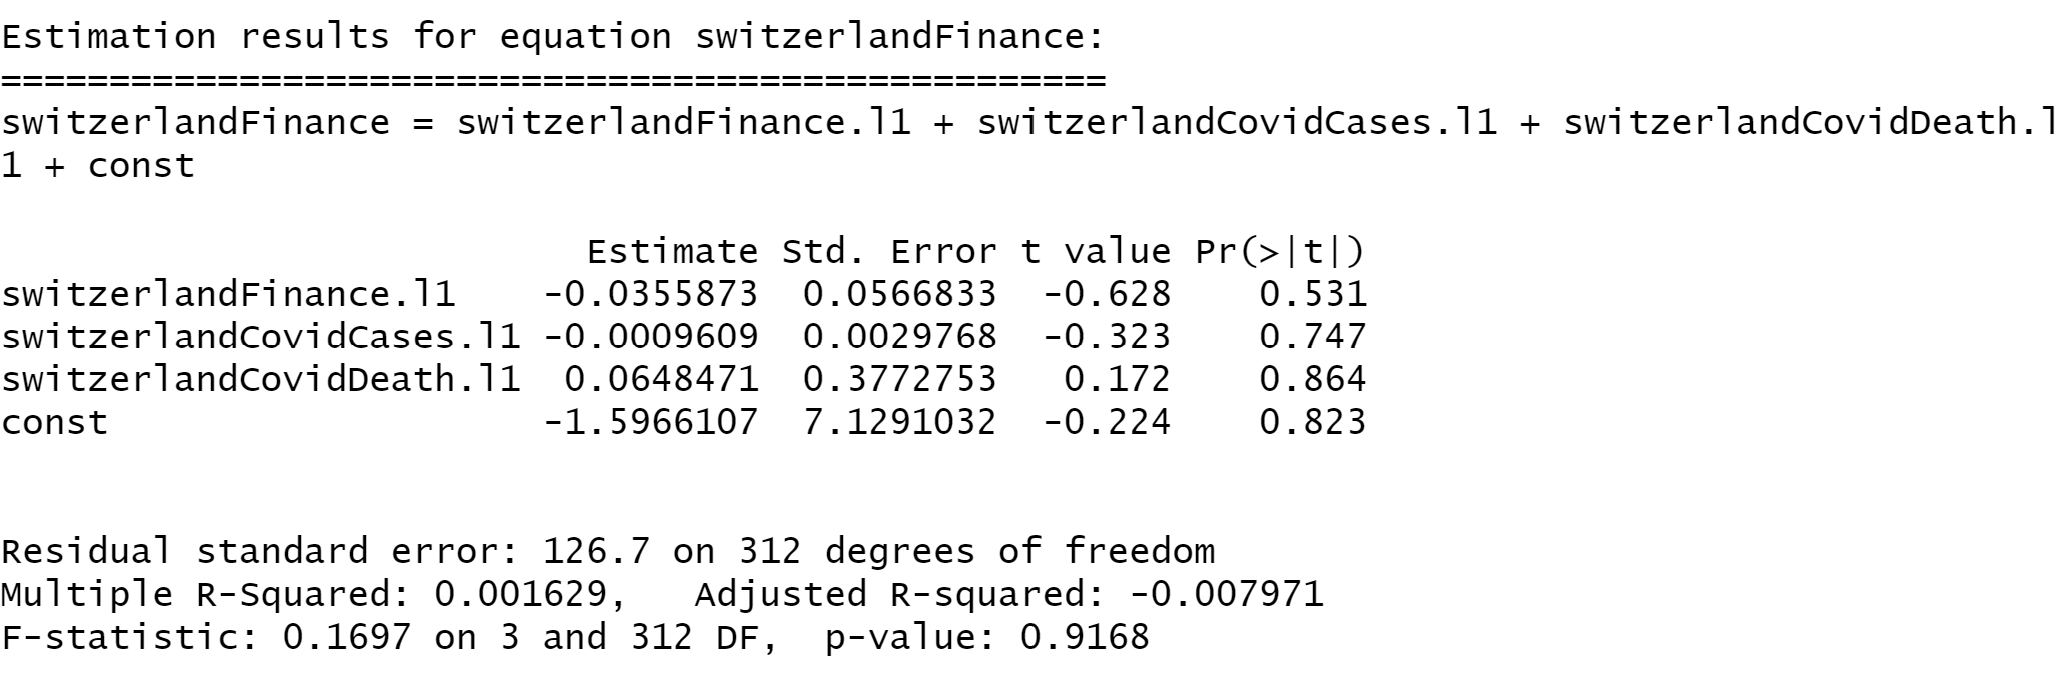 Estimation results for equation switzerlandFinance:
===================================================
switzerlandFinance = switzerlandFinance.l1 + switzerlandCovidCases.l1 + switzerlandCovidDeath.l
1 + const
Estimate Std. Error t value Pr(>|t|)
switzerlandFinance.l1 -0.0355873 0.0566833 -0.628 0.531
switzerlandCovidCases.l1 -0.0009609 0.0029768 -0.323 0.747
switzerlandCovidDeath.l1 0.0648471 0.3772753 0.172 0.864
const -1.5966107 7.1291032 -0.224 0.823
Residual standard error: 126.7 on 312 degrees of freedom
Multiple R-Squared: 0.001629, Adjusted R-squared: -0.007971
F-statistic: 0.1697 on 3 and 312 DF, p-value: 0.9168